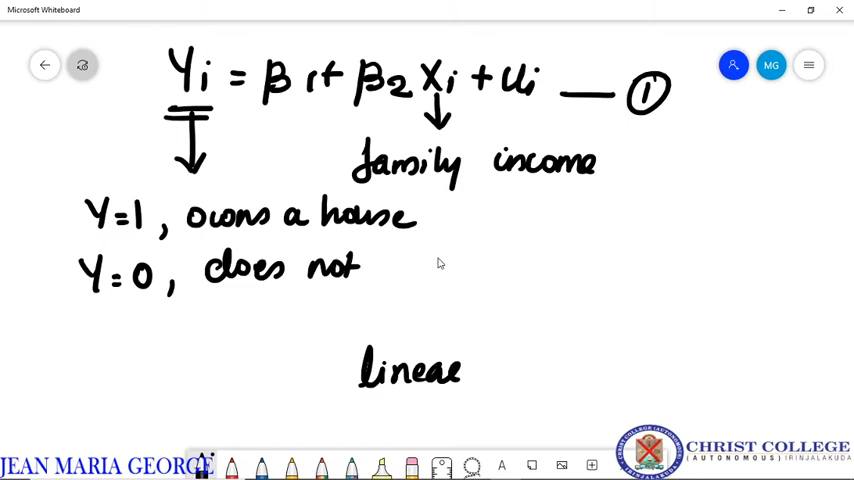 Microsoft Whiteboard
MG
Yi = β1 + β2 Xi + ui —— ①
family income
Y=1, owns a house
Y=0, does not
linear
JEAN MARIA GEORGE
A
CHRIST COLLEGE
(AUTONOMOUS) IRINJALAKUDA